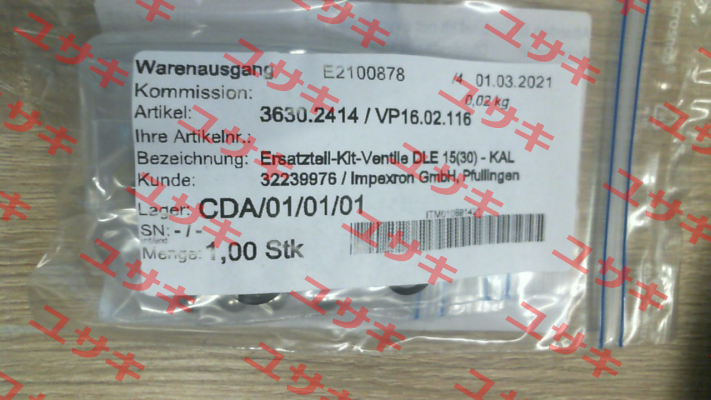 Warenausgang E2100878 /4 01.03.2021
Kommission: 0,02 kg
Artikel: 3630.2414 / VP16.02.116
Ihre Artikelnr.:
Bezeichnung: Ersatzteil-Kit-Ventile DLE 15(30) - KAL
Kunde: 32239976 / Impexron GmbH, Pfullingen
Lager: CDA/01/01/01
SN: - / -
Menge: 1,00 Stk
ユサキ